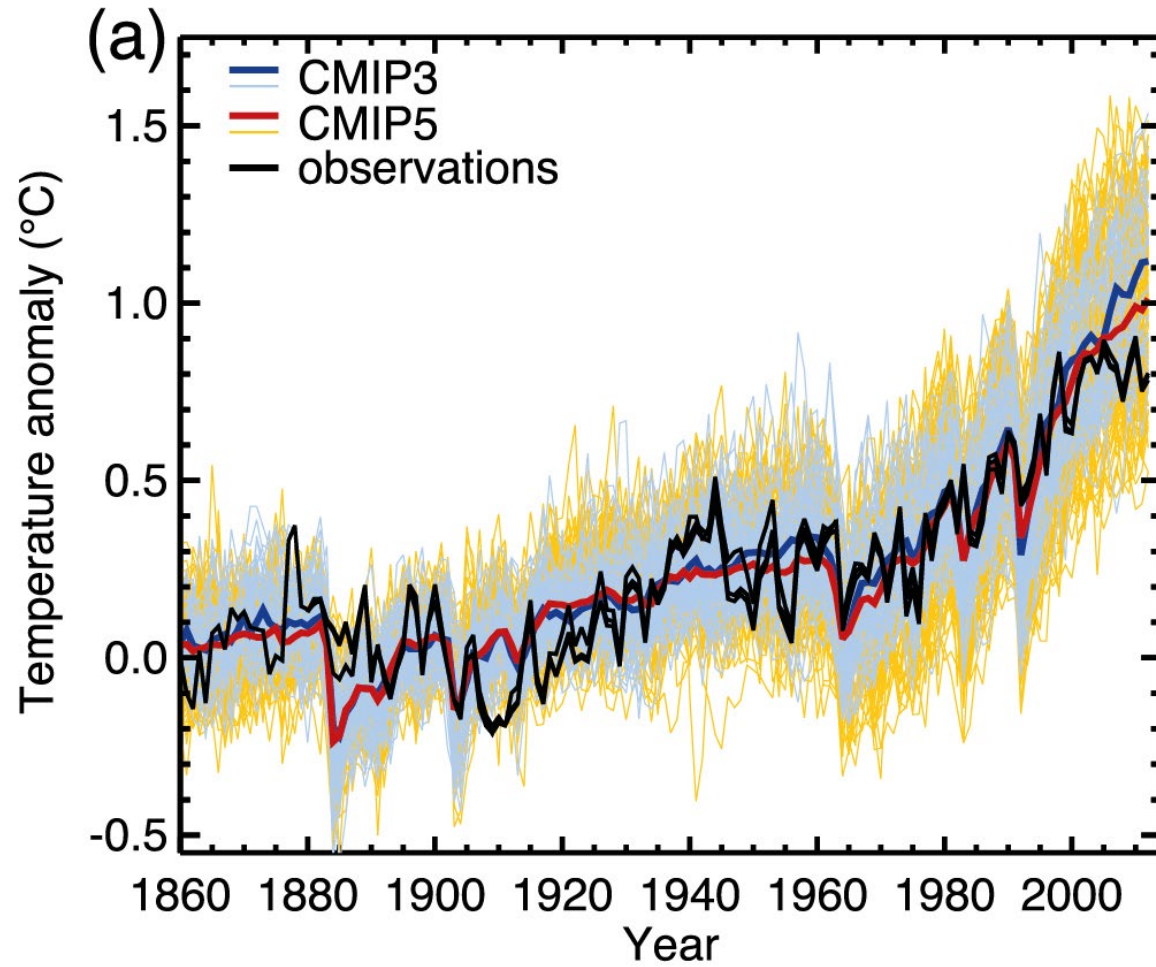 (a)
CMIP3
CMIP5
observations
Temperature anomaly (°C)
1.5
1.0
0.5
0.0
-0.5
1860 1880 1900 1920 1940 1960 1980 2000
Year